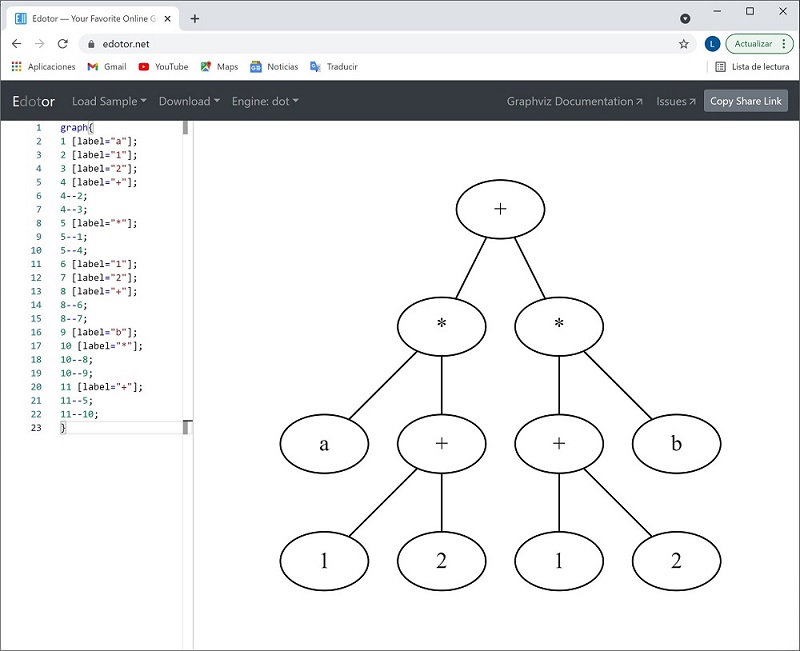 Edotor — Your Favorite Online G
edotor.net
L
Actualizar
Aplicaciones
Gmail
YouTube
Maps
GB
Noticias
Traducir
Lista de lectura
Edotor
Load Sample
Download
Engine: dot
Graphviz Documentation
Issues
Copy Share Link
1 graph{
2 1 [label="a"];
3 2 [label="1"];
4 3 [label="2"];
5 4 [label="+"];
6 4--2;
7 4--3;
8 5 [label="*"];
9 5--1;
10 5--4;
11 6 [label="1"];
12 7 [label="2"];
13 8 [label="+"];
14 8--6;
15 8--7;
16 9 [label="b"];
17 10 [label="*"];
18 10--8;
19 10--9;
20 11 [label="+"];
21 11--5;
22 11--10;
23 }
+
* *
a + + b
1 2 1 2